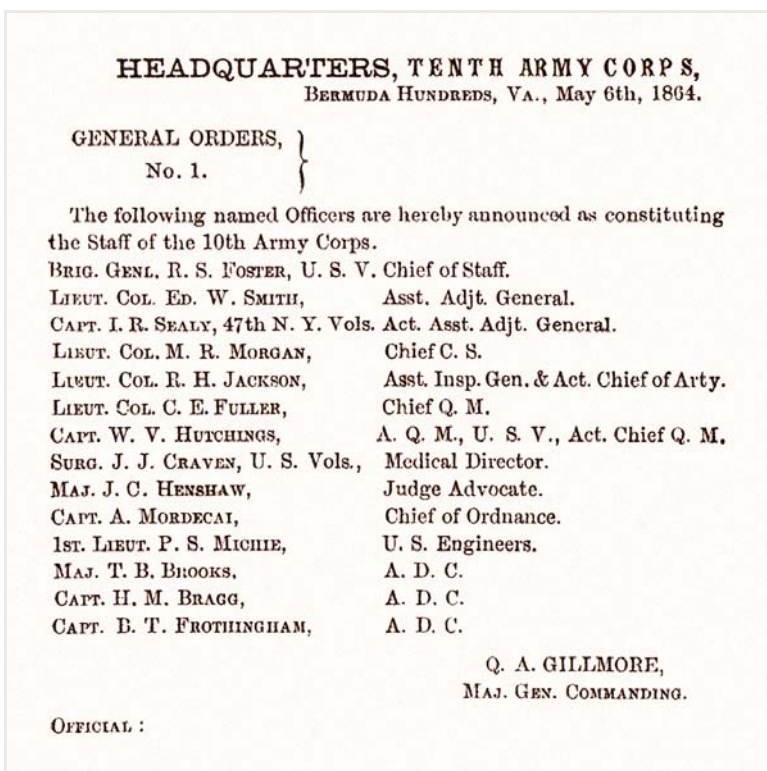 HEADQUARTERS, TENTH ARMY CORPS,
BERMUDA HUNDREDS, VA., May 6th, 1864.
GENERAL ORDERS,
No. 1.
The following named Officers are hereby announced as constituting
the Staff of the 10th Army Corps.
BRIG. GENL. R. S. FOSTER, U. S. V. Chief of Staff.
LIEUT. COL. ED. W. SMITH, Asst. Adjt. General.
CAPT. I. R. SEALY, 47th N. Y. Vols. Act. Asst. Adjt. General.
LIEUT. COL. M. R. MORGAN, Chief C. S.
LIEUT. COL. R. H. JACKSON, Asst. Insp. Gen. & Act. Chief of Arty.
LIEUT. COL. C. E. FULLER, Chief Q. M.
CAPT. W. V. HUTCHINGS, A. Q. M., U. S. V., Act. Chief Q. M.
SURG. J. J. CRAVEN, U. S. Vols., Medical Director.
MAJ. J. C. HENSHAW, Judge Advocate.
CAPT. A. MORDECAI, Chief of Ordnance.
1ST. LIEUT. P. S. MICHIE, U. S. Engineers.
MAJ. T. B. BROOKS, A. D. C.
CAPT. H. M. BRAGG, A. D. C.
CAPT. B. T. FROTHINGHAM, A. D. C.
Q. A. GILLMORE,
MAJ. GEN. COMMANDING.
OFFICIAL :